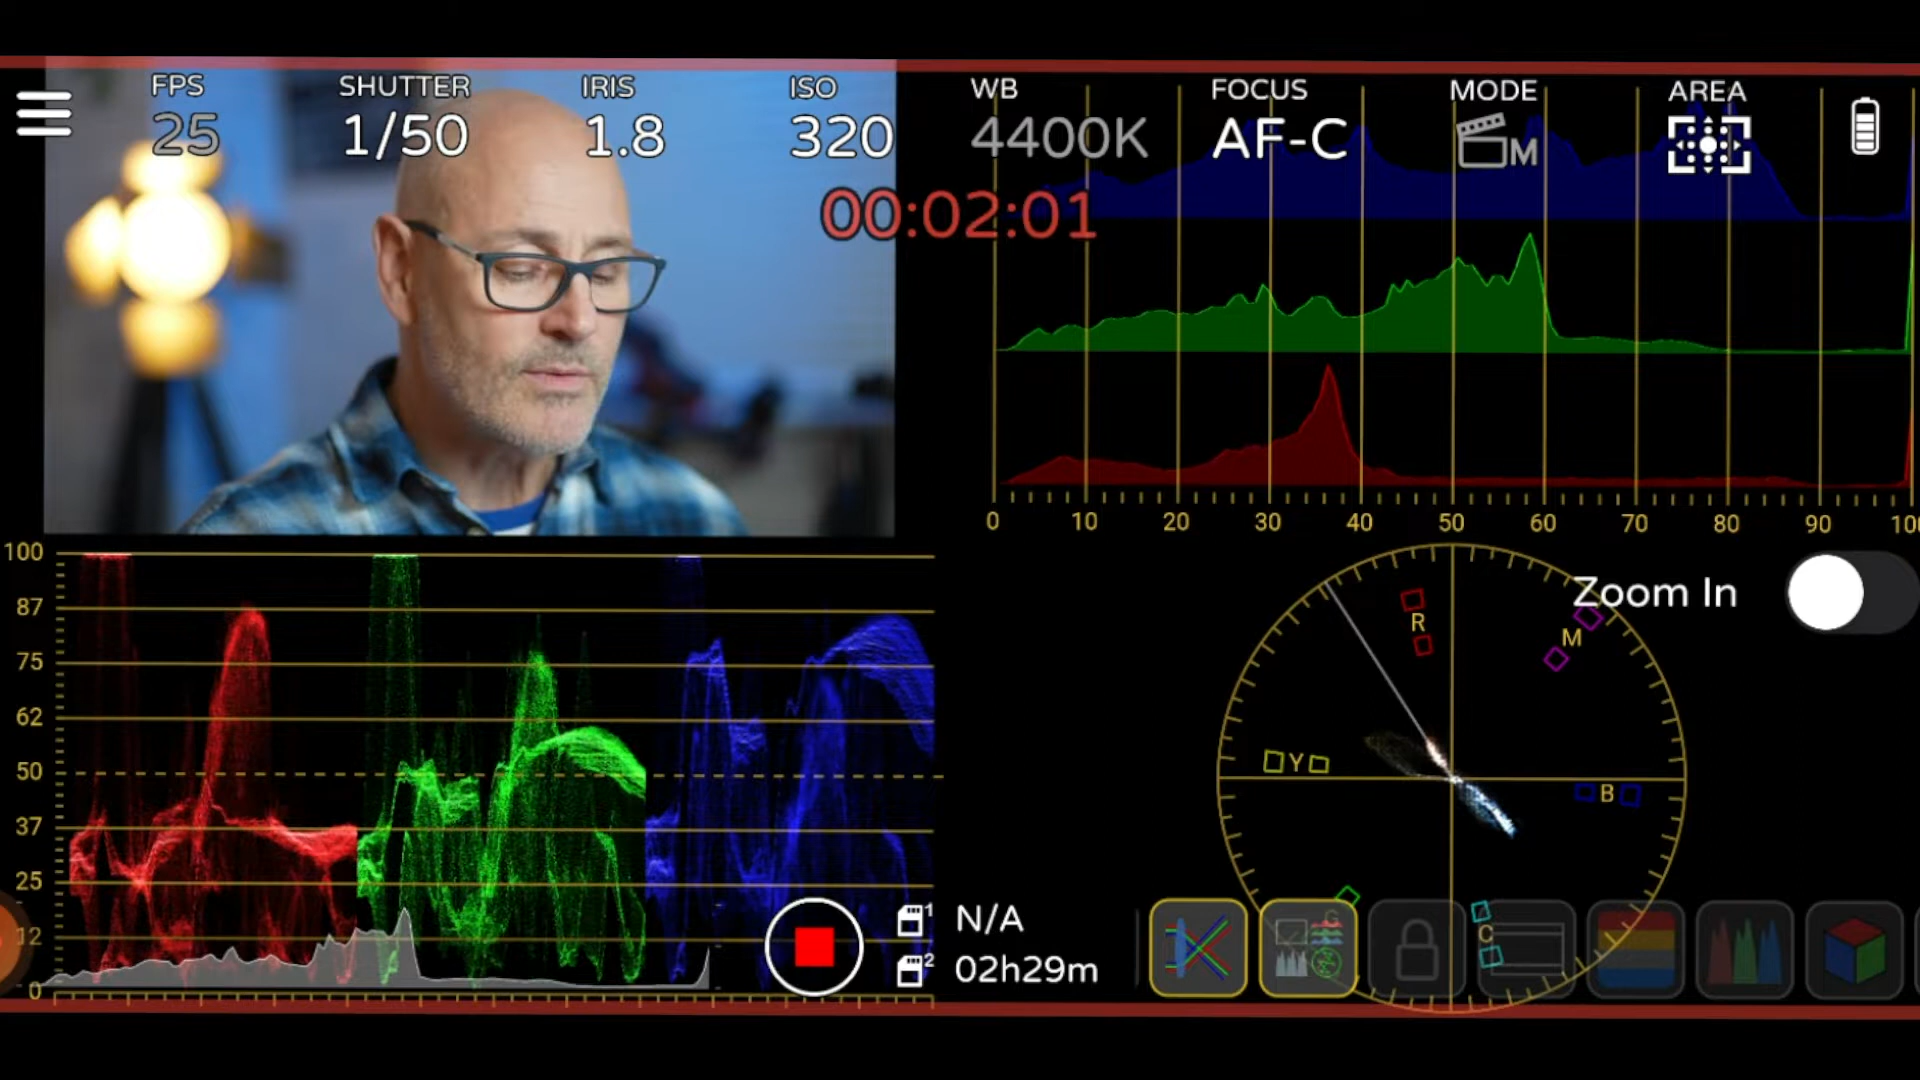 FPS SHUTTER IRIS ISO WB FOCUS MODE AREA
25 1/50 1.8 320 4400K AF-C M
00:02:01
0 10 20 30 40 50 60 70 80 90
100
87
75
62
50
37
25
12
0
Zoom In
R
M
Y
B
G
C
1 N/A
2 02h29m